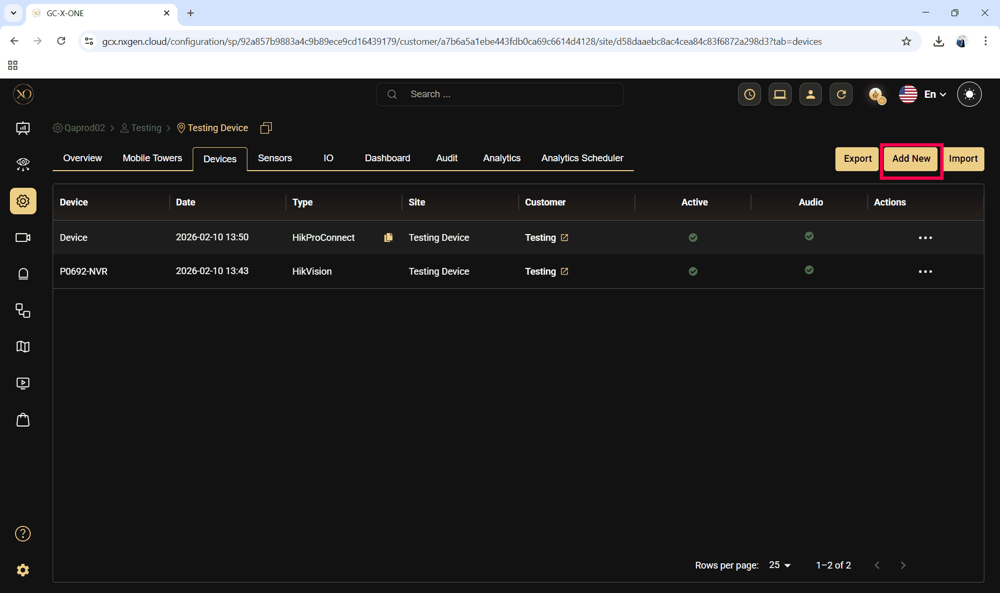 GC-X-ONE
gcx.nxgen.cloud/configuration/sp/92a857b9883a4c9b89ece9cd16439179/customer/a7b6a5a1ebe443fdb0ca69c6614d4128/site/d58daaebc8ac4cea84c83f6872a298d3?tab=devices
XO
Search ...
En
Qaprod02 > Testing > Testing Device
Overview Mobile Towers Devices Sensors IO Dashboard Audit Analytics Analytics Scheduler
Export Add New Import
Device Date Type Site Customer Active Audio Actions
Device 2026-02-10 13:50 HikProConnect Testing Device Testing
P0692-NVR 2026-02-10 13:43 HikVision Testing Device Testing
Rows per page: 25 1–2 of 2